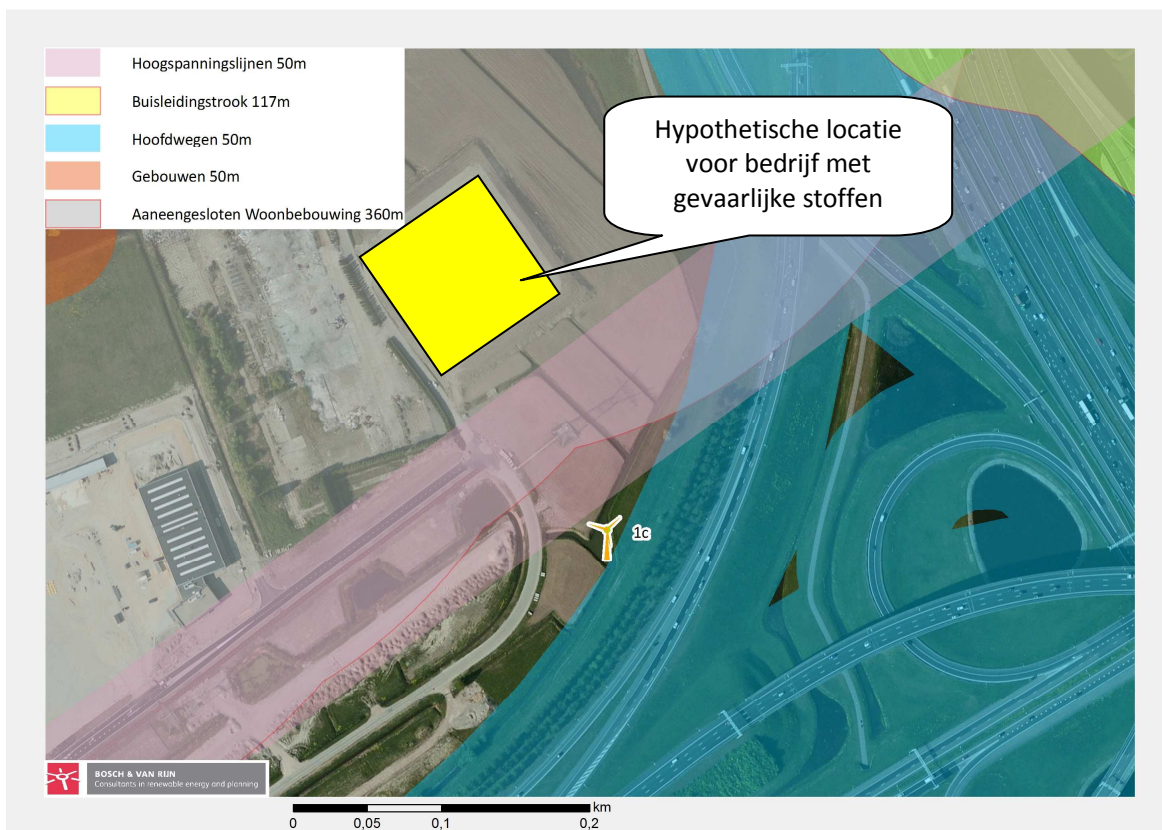 Hoogspanningslijnen 50m
Buisleidingstrook 117m
Hoofdwegen 50m
Gebouwen 50m
Aaneengesloten Woonbebouwing 360m
Hypothetische locatie
voor bedrijf met
gevaarlijke stoffen
1c
BOSCH & VAN RIJN
Consultants in renewable energy and planning
km
0 0,05 0,1 0,2